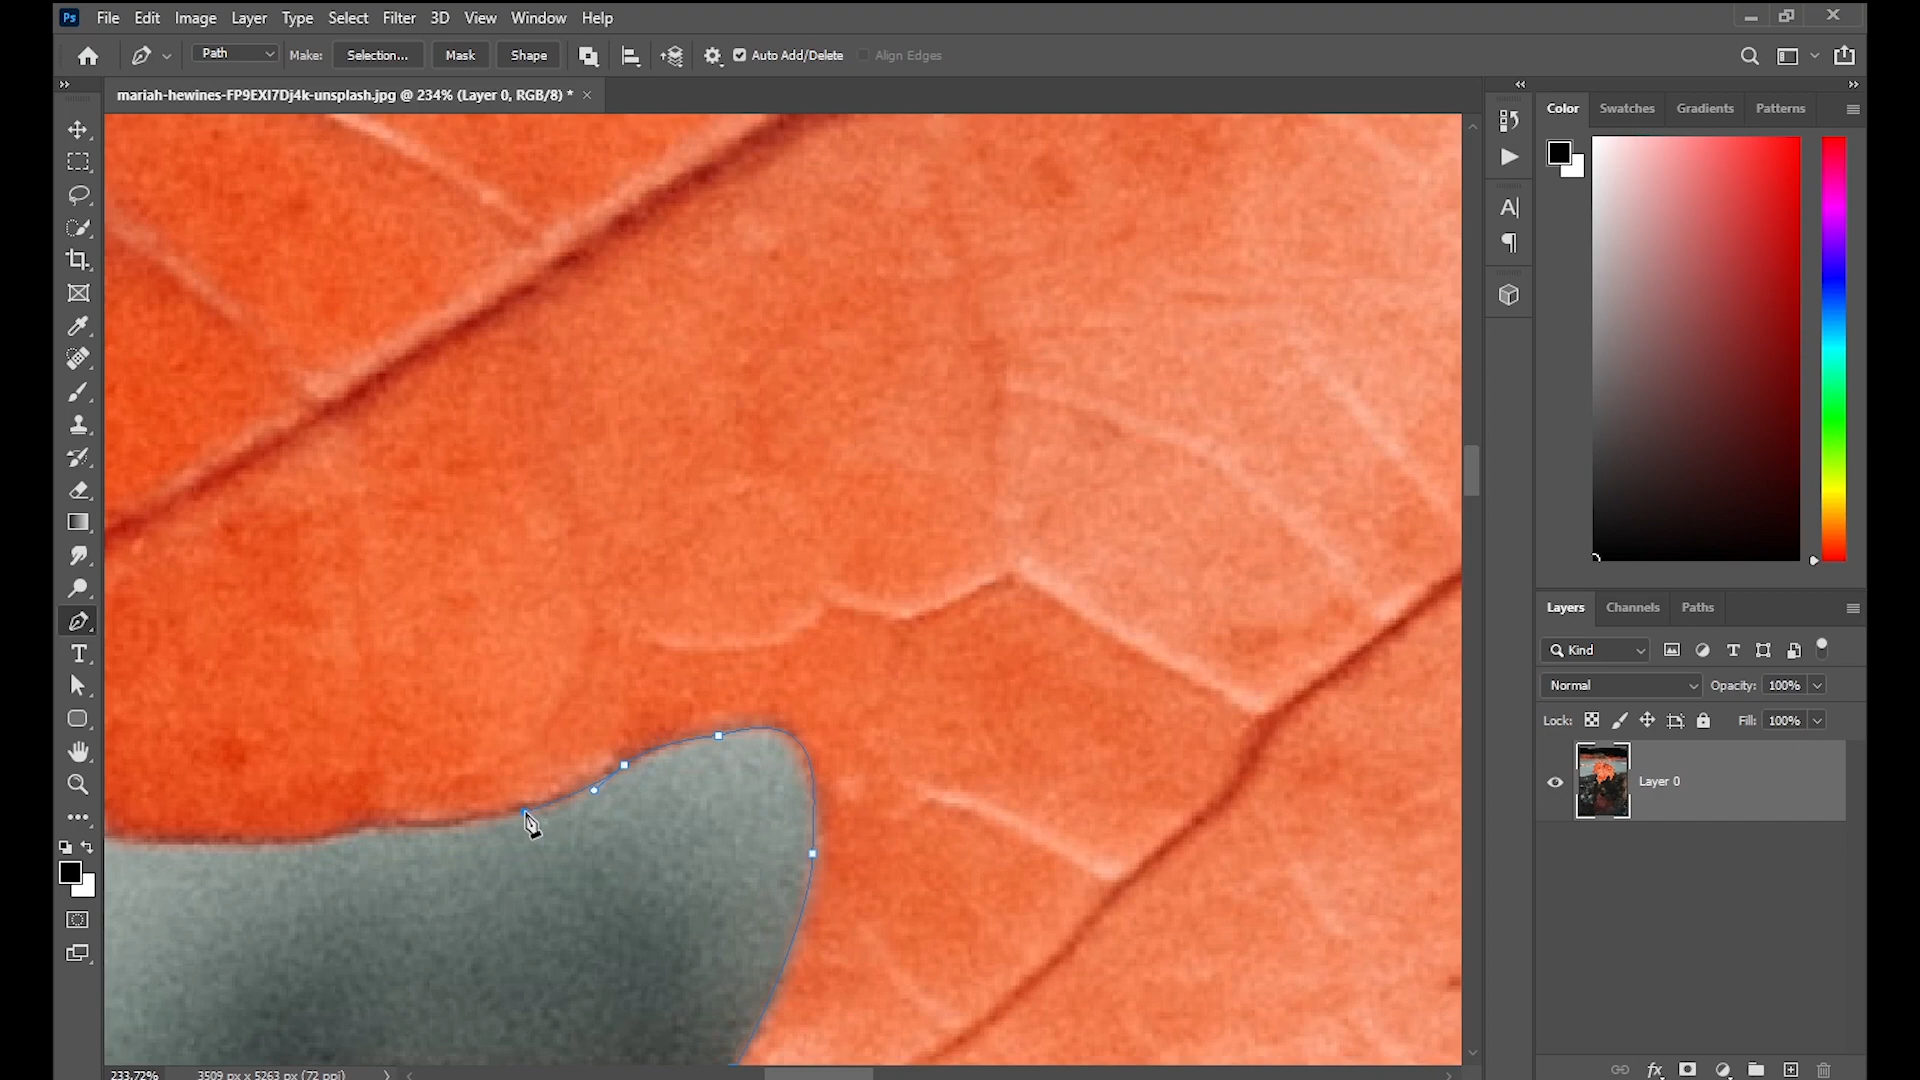 Ps File Edit Image Layer Type Select Filter 3D View Window Help
Path Make: Selection... Mask Shape Auto Add/Delete Align Edges
mariah-hewines-FP9EXI7Dj4k-unsplash.jpg @ 234% (Layer 0, RGB/8) *
Color Swatches Gradients Patterns
Layers Channels Paths
Kind
Normal Opacity: 100%
Lock: Fill: 100%
Layer 0
233.72% 3509 px x 5263 px (72 ppi)